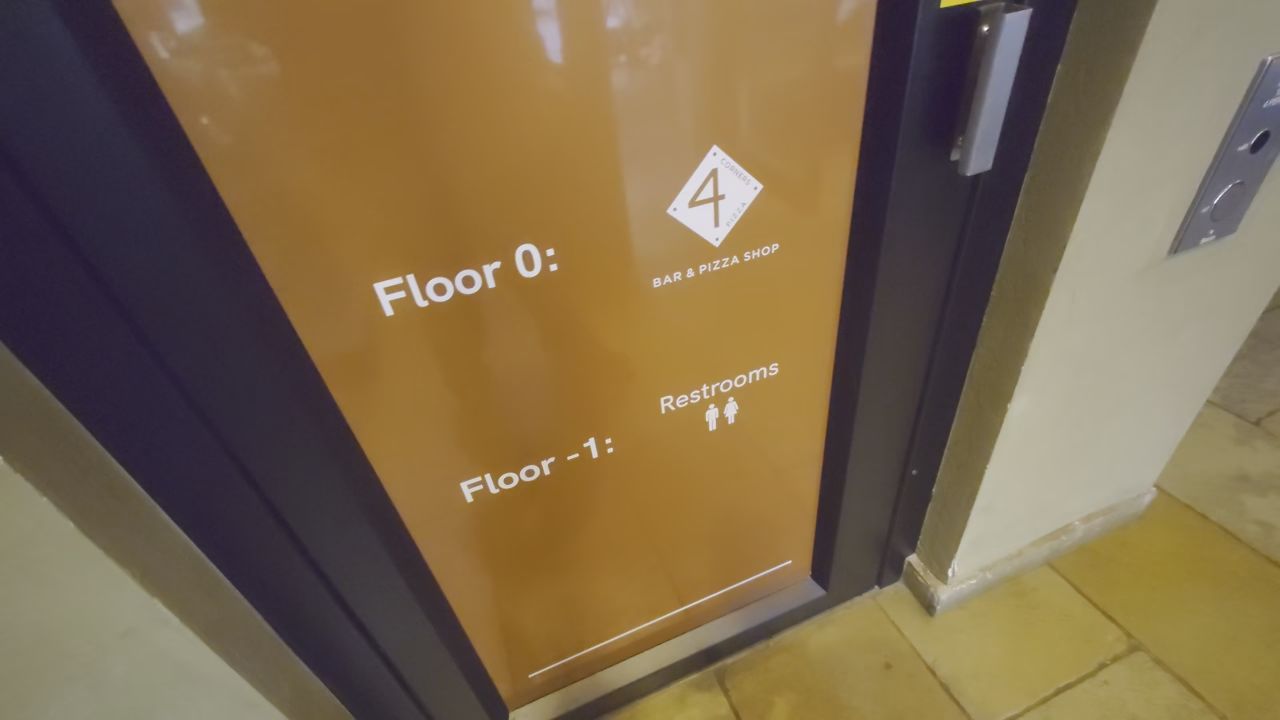 4
CORNERS
PIZZA
BAR & PIZZA SHOP
Floor 0:
Restrooms
Floor -1: